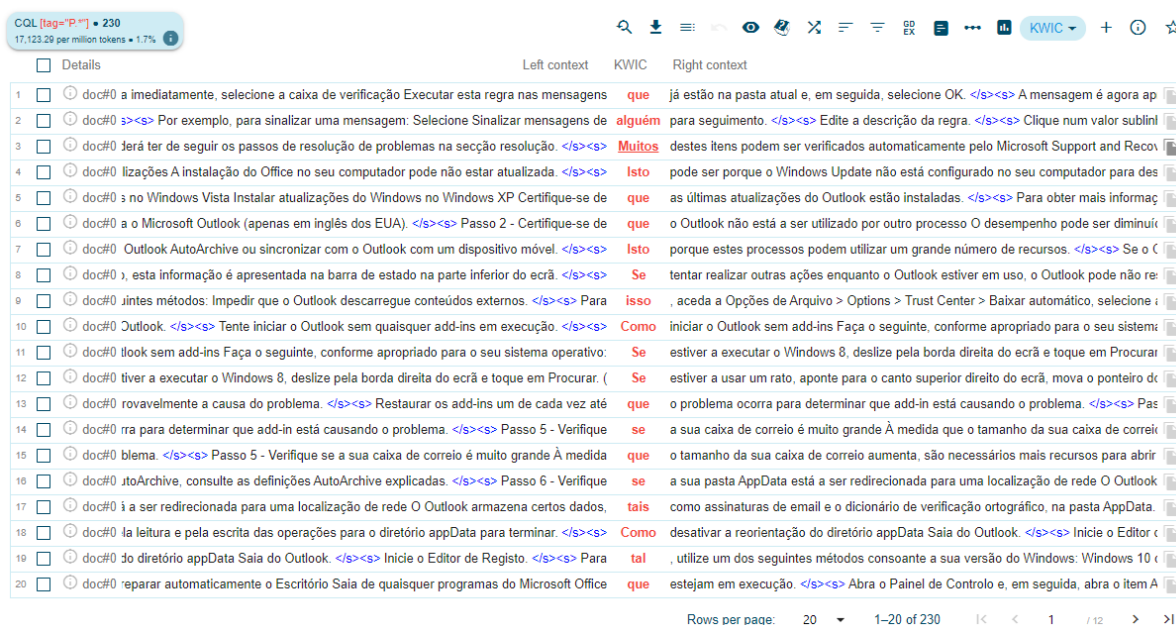 CQL [tag="P.*"] • 230
17,123.29 per million tokens • 1.7%
GD EX
KWIC
Details Left context KWIC Right context
1 doc#0 a imediatamente, selecione a caixa de verificação Executar esta regra nas mensagens que já estão na pasta atual e, em seguida, selecione OK. </s><s> A mensagem é agora
2 doc#0 <s> Por exemplo, para sinalizar uma mensagem: Selecione Sinalizar mensagens de alguém para seguimento. </s><s> Edite a descrição da regra. </s><s> Clique num valor
3 doc#0 terá de seguir os passos de resolução de problemas na secção resolução. </s><s> Muitos destes itens podem ser verificados automaticamente pelo Microsoft Support and
4 doc#0 lizações A instalação do Office no seu computador pode não estar atualizada. </s><s> Isto pode ser porque o Windows Update não está configurado no seu computador para
5 doc#0 no Windows Vista Instalar atualizações do Windows no Windows XP Certifique-se de que as últimas atualizações do Outlook estão instaladas. </s><s> Para obter mais
6 doc#0 a o Microsoft Outlook (apenas em inglês dos EUA). </s><s> Passo 2 - Certifique-se de que o Outlook não está a ser utilizado por outro processo O desempenho pode ser
7 doc#0 Outlook AutoArchive ou sincronizar com o Outlook com um dispositivo móvel. </s><s> Isto porque estes processos podem utilizar um grande número de recursos. </s><s> Se o
8 doc#0 , esta informação é apresentada na barra de estado na parte inferior do ecrã. </s><s> Se tentar realizar outras ações enquanto o Outlook estiver em uso, o Outlook pode não
9 doc#0 métodos: Impedir que o Outlook descarregue conteúdos externos. </s><s> Para isso , aceda a Opções de Arquivo > Options > Trust Center > Baixar automático, selecione
10 doc#0 Outlook. </s><s> Tente iniciar o Outlook sem quaisquer add-ins em execução. </s><s> Como iniciar o Outlook sem add-ins Faça o seguinte, conforme apropriado para o seu sistema
11 doc#0 tlook sem add-ins Faça o seguinte, conforme apropriado para o seu sistema operativo: Se estiver a executar o Windows 8, deslize pela borda direita do ecrã e toque em Procurar
12 doc#0 tiver a executar o Windows 8, deslize pela borda direita do ecrã e toque em Procurar. ( Se estiver a usar um rato, aponte para o canto superior direito do ecrã, mova o ponteiro
13 doc#0 rovavelmente a causa do problema. </s><s> Restaurar os add-ins um de cada vez até que o problema ocorra para determinar que add-in está causando o problema. </s><s>
14 doc#0 rra para determinar que add-in está causando o problema. </s><s> Passo 5 - Verifique se a sua caixa de correio é muito grande À medida que o tamanho da sua caixa de
15 doc#0 blema. </s><s> Passo 5 - Verifique se a sua caixa de correio é muito grande À medida que o tamanho da sua caixa de correio aumenta, são necessários mais recursos para abrir
16 doc#0 utoArchive, consulte as definições AutoArchive explicadas. </s><s> Passo 6 - Verifique se a sua pasta AppData está a ser redirecionada para uma localização de rede O Outlook
17 doc#0 a ser redirecionada para uma localização de rede O Outlook armazena certos dados, tais como assinaturas de email e o dicionário de verificação ortográfico, na pasta AppData.
18 doc#0 la leitura e pela escrita das operações para o diretório appData para terminar. </s><s> Como desativar a reorientação do diretório appData Saia do Outlook. </s><s> Inicie o Editor
19 doc#0 do diretório appData Saia do Outlook. </s><s> Inicie o Editor de Registo. </s><s> Para tal , utilize um dos seguintes métodos consoante a sua versão do Windows: Windows 10
20 doc#0 reparar automaticamente o Escritório Saia de quaisquer programas do Microsoft Office que estejam em execução. </s><s> Abra o Painel de Controlo e, em seguida, abra o item
Rows per page: 20 1–20 of 230 1 / 12